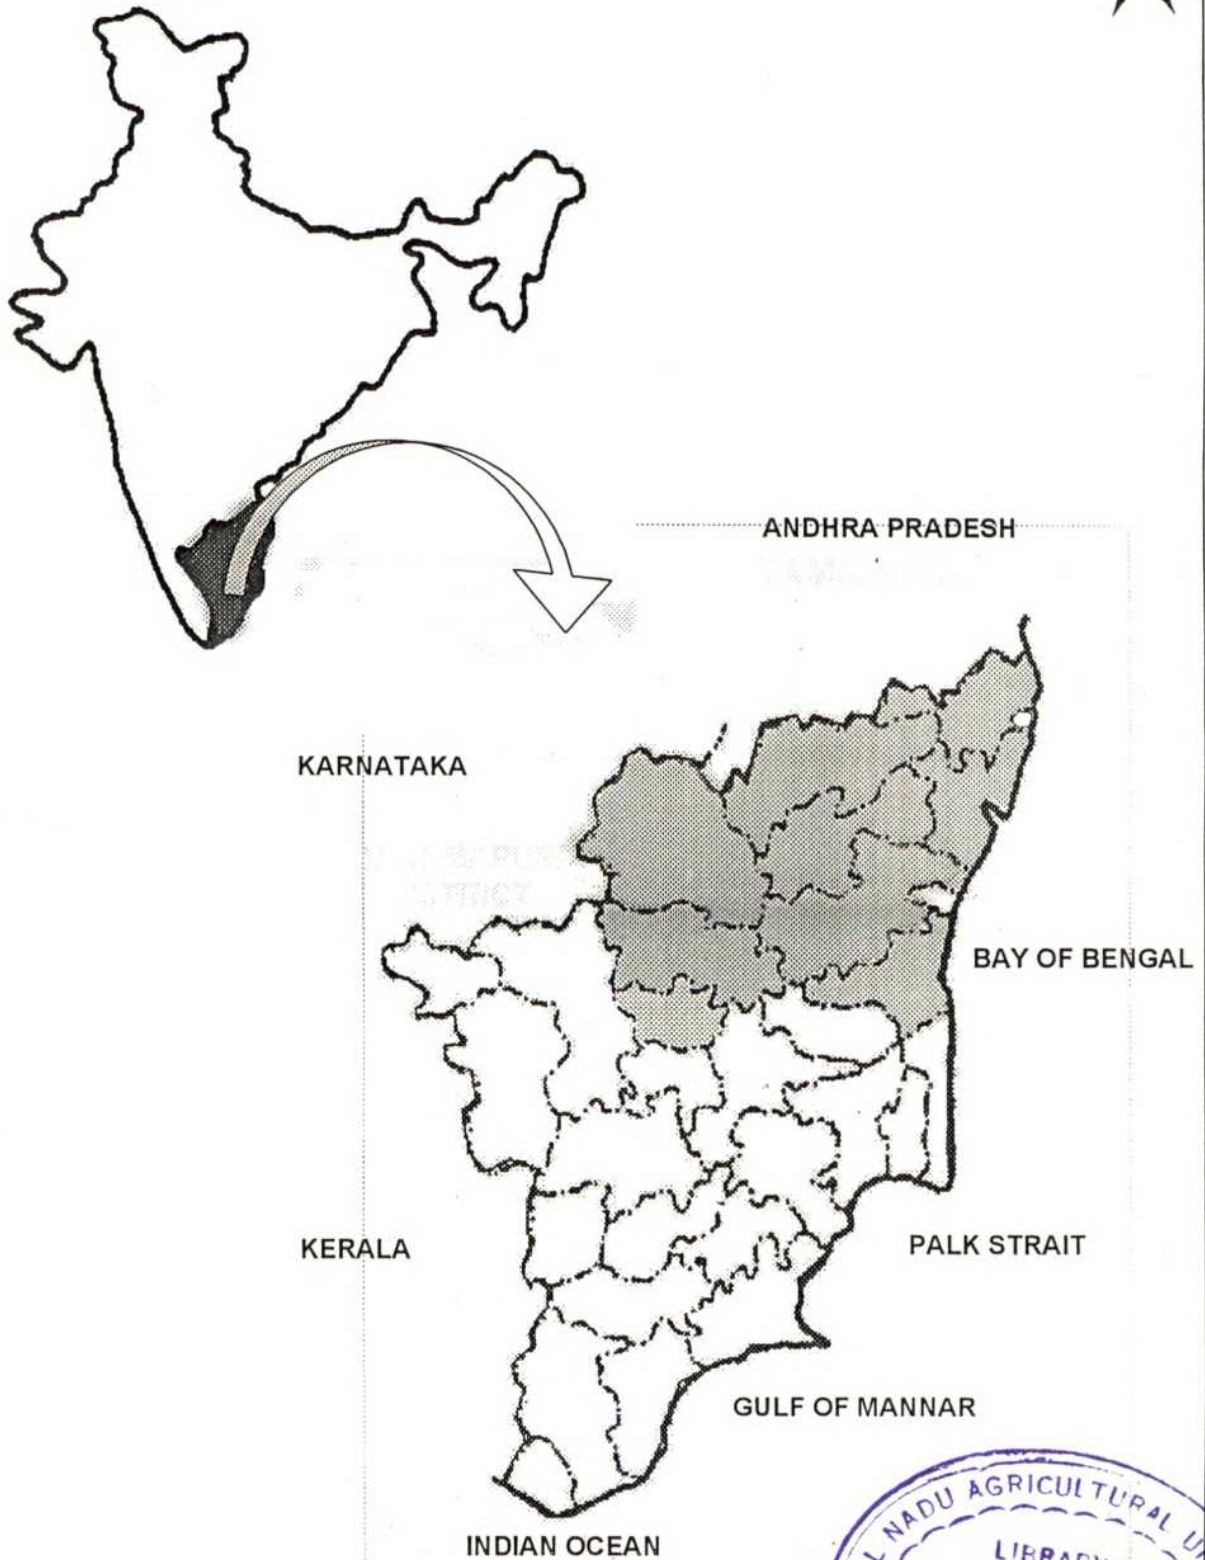 ANDHRA PRADESH
KARNATAKA
BAY OF BENGAL
KERALA
PALK STRAIT
GULF OF MANNAR
NADU AGRICULTURAL
LIBRARY
INDIAN OCEAN